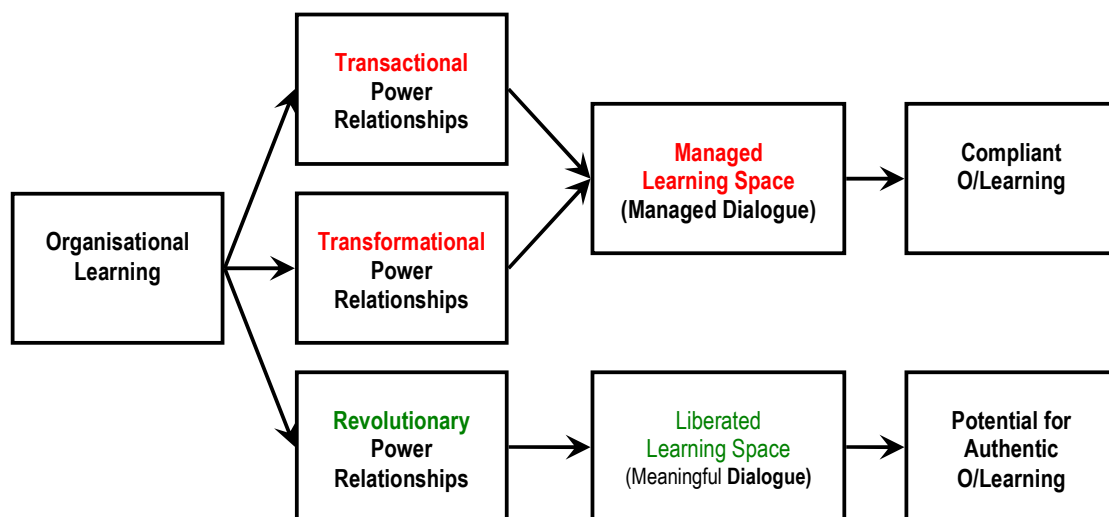 Organisational
Learning
Transactional
Power
Relationships
Transformational
Power
Relationships
Revolutionary
Power
Relationships
Managed
Learning Space
(Managed Dialogue)
Liberated
Learning Space
(Meaningful Dialogue)
Compliant
O/Learning
Potential for
Authentic
O/Learning